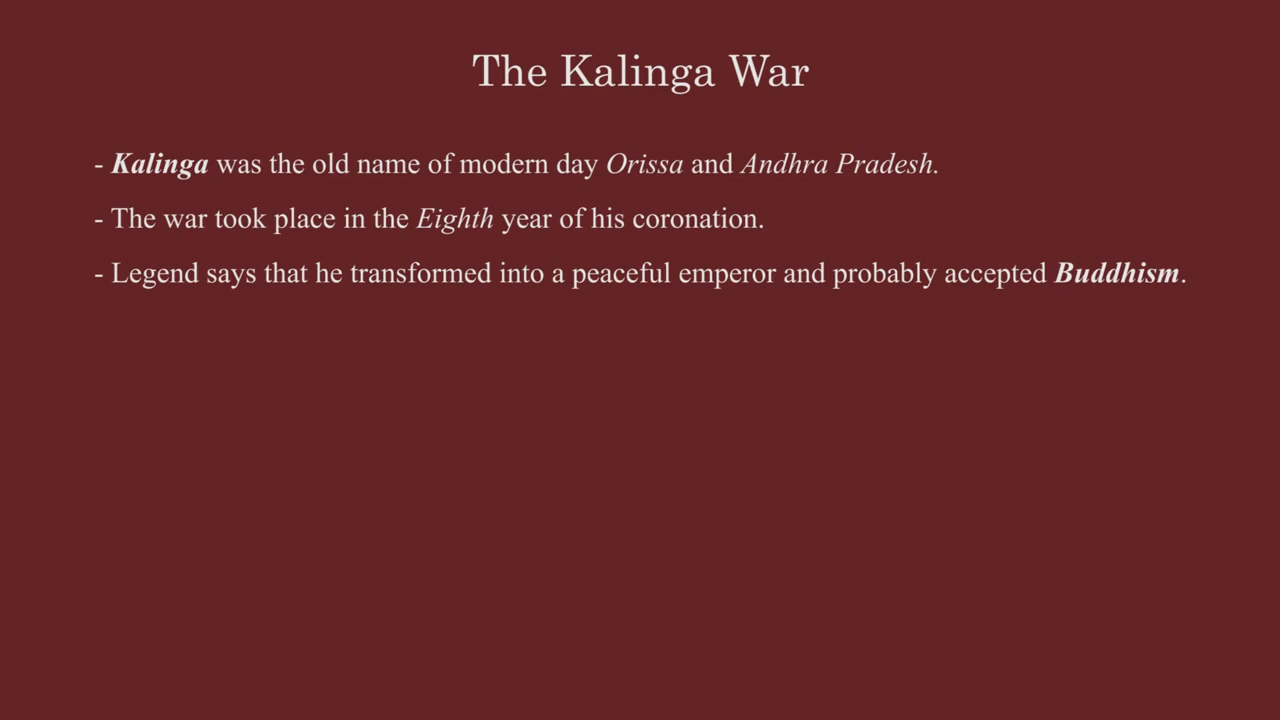 The Kalinga War
- Kalinga was the old name of modern day Orissa and Andhra Pradesh.
- The war took place in the Eighth year of his coronation.
- Legend says that he transformed into a peaceful emperor and probably accepted Buddhism.